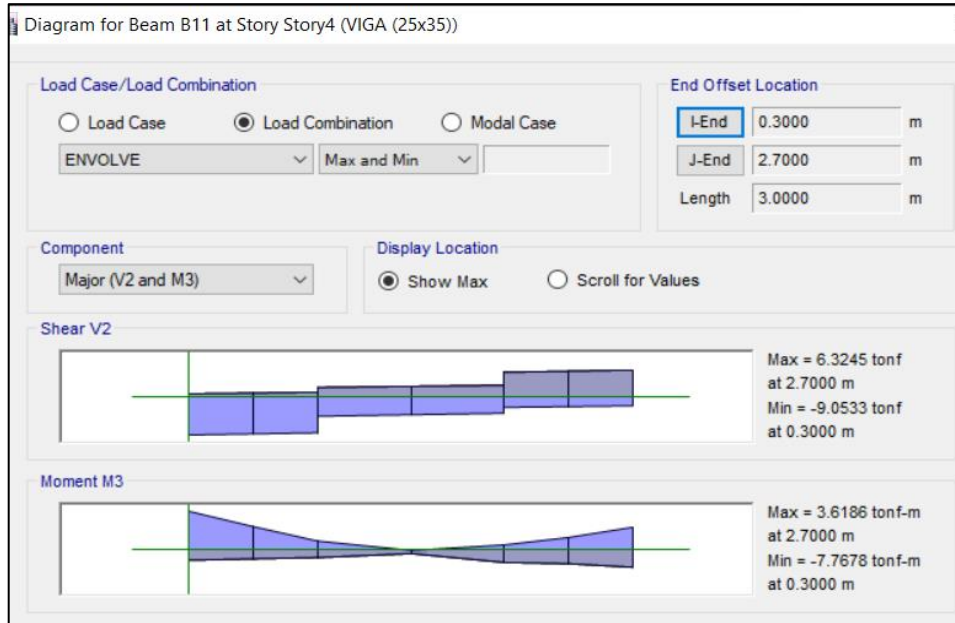 Diagram for Beam B11 at Story Story4 (VIGA (25x35))
Load Case/Load Combination
Load Case Load Combination Modal Case
ENVOLVE Max and Min
End Offset Location
I-End 0.3000 m
J-End 2.7000 m
Length 3.0000 m
Component
Major (V2 and M3)
Display Location
Show Max Scroll for Values
Shear V2
Max = 6.3245 tonf
at 2.7000 m
Min = -9.0533 tonf
at 0.3000 m
Moment M3
Max = 3.6186 tonf-m
at 2.7000 m
Min = -7.7678 tonf-m
at 0.3000 m